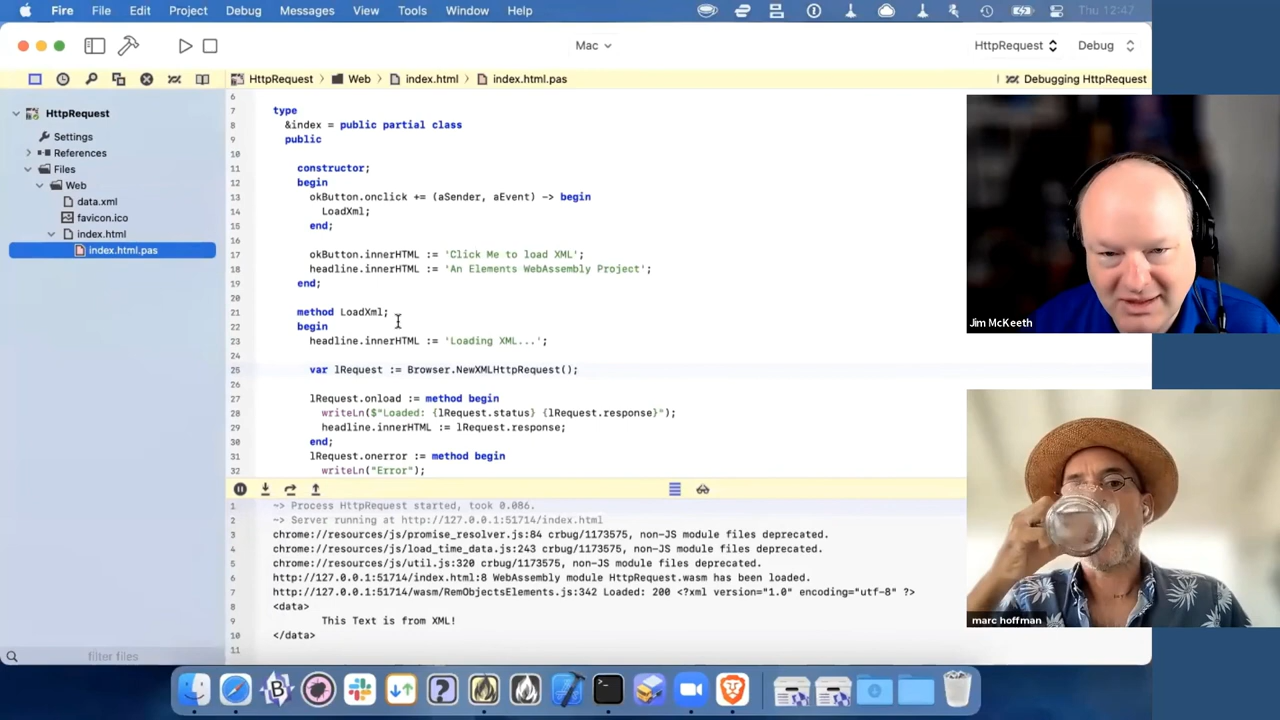 Fire File Edit Project Debug Messages View Tools Window Help Thu 12:47
Mac HttpRequest Debug
HttpRequest Web index.html index.html.pas Debugging HttpRequest
HttpRequest
Settings
References
Files
Web
data.xml
favicon.ico
index.html
index.html.pas
filter files
6
7 type
8 &index = public partial class
9 public
10
11 constructor;
12 begin
13 okButton.onclick += (aSender, aEvent) -> begin
14 LoadXml;
15 end;
16
17 okButton.innerHTML := 'Click Me to load XML';
18 headline.innerHTML := 'An Elements WebAssembly Project';
19 end;
20
21 method LoadXml;
22 begin
23 headline.innerHTML := 'Loading XML...';
24
25 var lRequest := Browser.NewXMLHttpRequest();
26
27 lRequest.onload := method begin
28 writeLn($"Loaded: {lRequest.status} {lRequest.response}");
29 headline.innerHTML := lRequest.response;
30 end;
31 lRequest.onerror := method begin
32 writeLn("Error");
1 ~> Process HttpRequest started, took 0.086.
2 ~> Server running at http://127.0.0.1:51714/index.html
3 chrome://resources/js/promise_resolver.js:84 crbug/1173575, non-JS module files deprecated.
4 chrome://resources/js/load_time_data.js:243 crbug/1173575, non-JS module files deprecated.
5 chrome://resources/js/util.js:320 crbug/1173575, non-JS module files deprecated.
6 http://127.0.0.1:51714/index.html:8 WebAssembly module HttpRequest.wasm has been loaded.
7 http://127.0.0.1:51714/wasm/RemObjectsElements.js:342 Loaded: 200 <?xml version="1.0" encoding="utf-8" ?>
8 <data>
9 This Text is from XML!
10 </data>
11
Jim McKeeth
marc hoffman